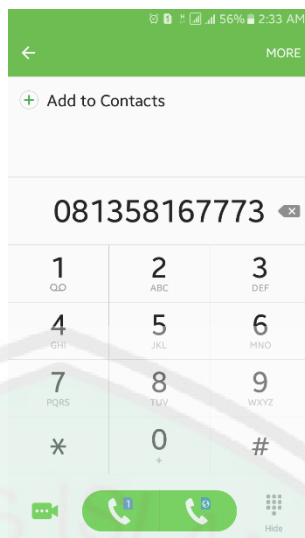 56% 2:33 AM
MORE
Add to Contacts
081358167773
1 2 3
ABC DEF
4 5 6
GHI JKL MNO
7 8 9
PQRS TUV WXYZ
* 0 #
+
1
Hide